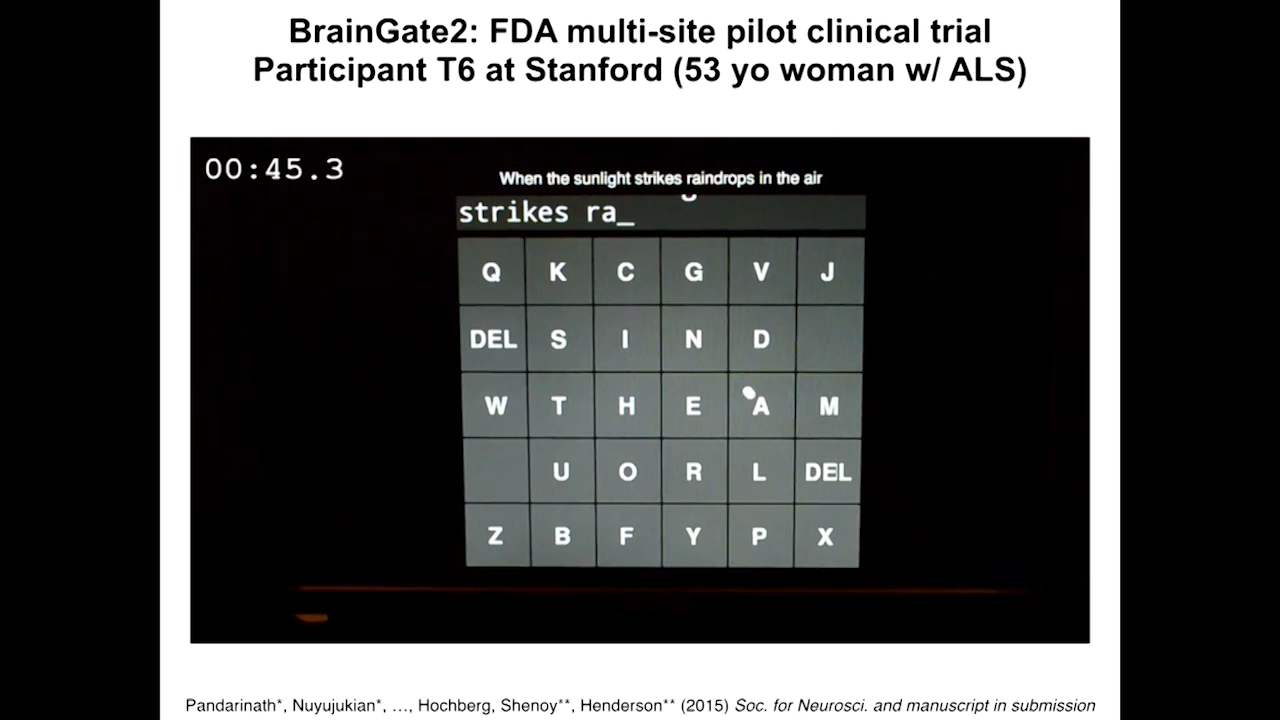 BrainGate2: FDA multi-site pilot clinical trial
Participant T6 at Stanford (53 yo woman w/ ALS)
00:45.3
When the sunlight strikes raindrops in the air
strikes ra_
Q K C G V J
DEL S I N D
W T H E A M
U O R L DEL
Z B F Y P X
Pandarinath*, Nuyujukian*, …, Hochberg, Shenoy**, Henderson** (2015) Soc. for Neurosci. and manuscript in submission